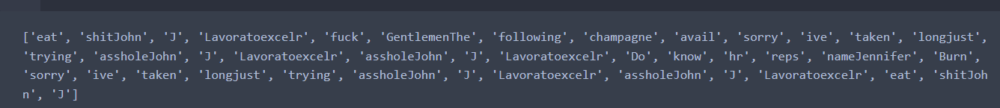 ['eat', 'shitJohn', 'J', 'Lavoratoexcelr', 'fuck', 'GentlemenThe', 'following', 'champagne', 'avail', 'sorry', 'ive', 'taken', 'longjust',
'trying', 'assholeJohn', 'J', 'Lavoratoexcelr', 'assholeJohn', 'J', 'Lavoratoexcelr', 'Do', 'know', 'hr', 'reps', 'nameJennifer', 'Burn',
'sorry', 'ive', 'taken', 'longjust', 'trying', 'assholeJohn', 'J', 'Lavoratoexcelr', 'assholeJohn', 'J', 'Lavoratoexcelr', 'eat', 'shitJoh
n', 'J']